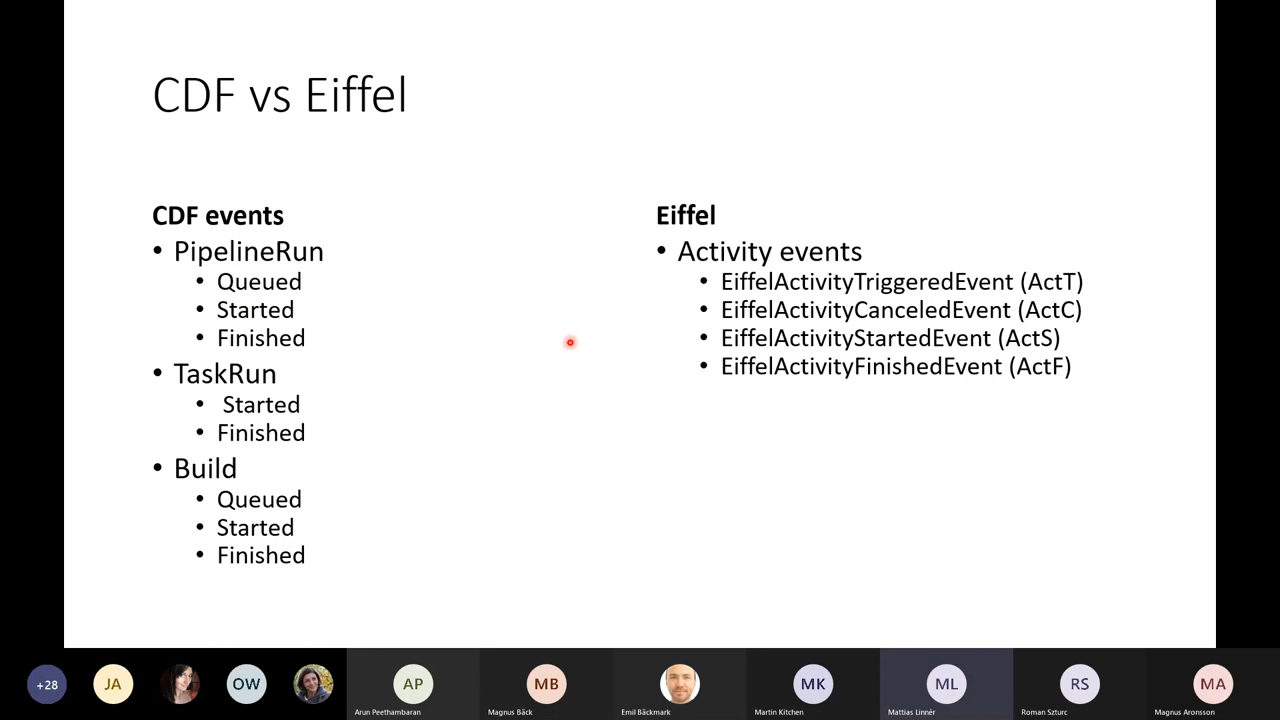 CDF vs Eiffel
CDF events
• PipelineRun
• Queued
• Started
• Finished
• TaskRun
• Started
• Finished
• Build
• Queued
• Started
• Finished
Eiffel
• Activity events
• EiffelActivityTriggeredEvent (ActT)
• EiffelActivityCanceledEvent (ActC)
• EiffelActivityStartedEvent (ActS)
• EiffelActivityFinishedEvent (ActF)
+28
JA
OW
AP
Arun Peethambaran
MB
Magnus Bäck
Emil Bäckmark
MK
Martin Kitchen
ML
Mattias Linnér
RS
Roman Szturc
MA
Magnus Aronsson